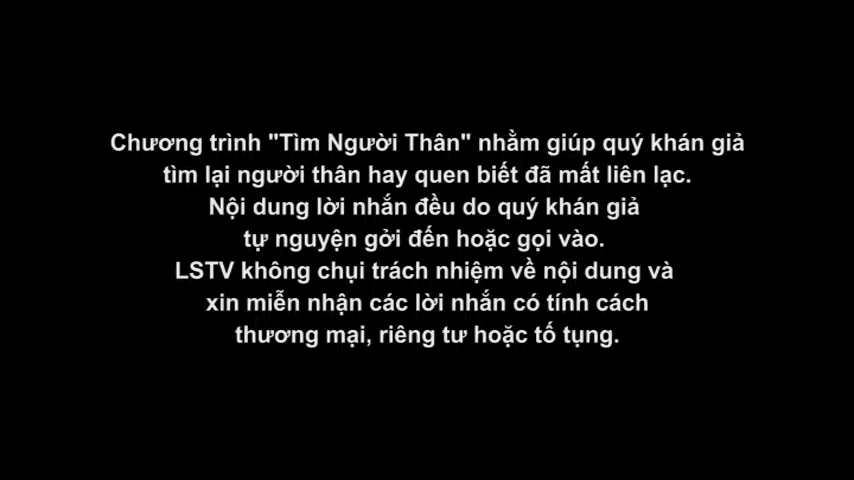 Chương trình "Tìm Người Thân" nhằm giúp quý khán giả
tìm lại người thân hay quen biết đã mất liên lạc.
Nội dung lời nhắn đều do quý khán giả
tự nguyện gởi đến hoặc gọi vào.
LSTV không chụi trách nhiệm về nội dung và
xin miễn nhận các lời nhắn có tính cách
thương mại, riêng tư hoặc tố tụng.